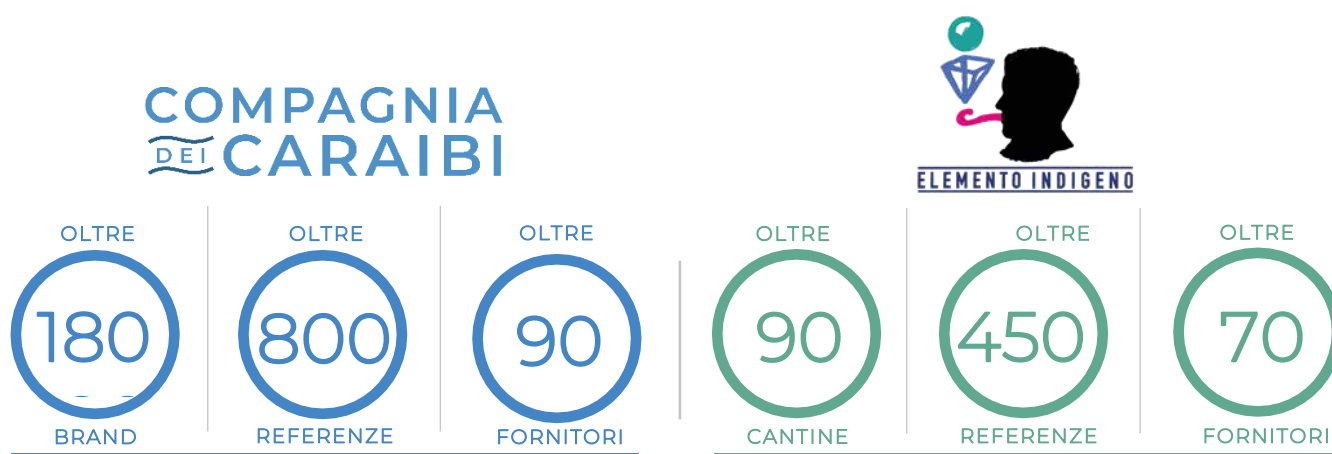 COMPAGNIA
DEI CARAIBI
ELEMENTO INDIGENO
OLTRE
180
BRAND
OLTRE
800
REFERENZE
OLTRE
90
FORNITORI
OLTRE
90
CANTINE
OLTRE
450
REFERENZE
OLTRE
70
FORNITORI